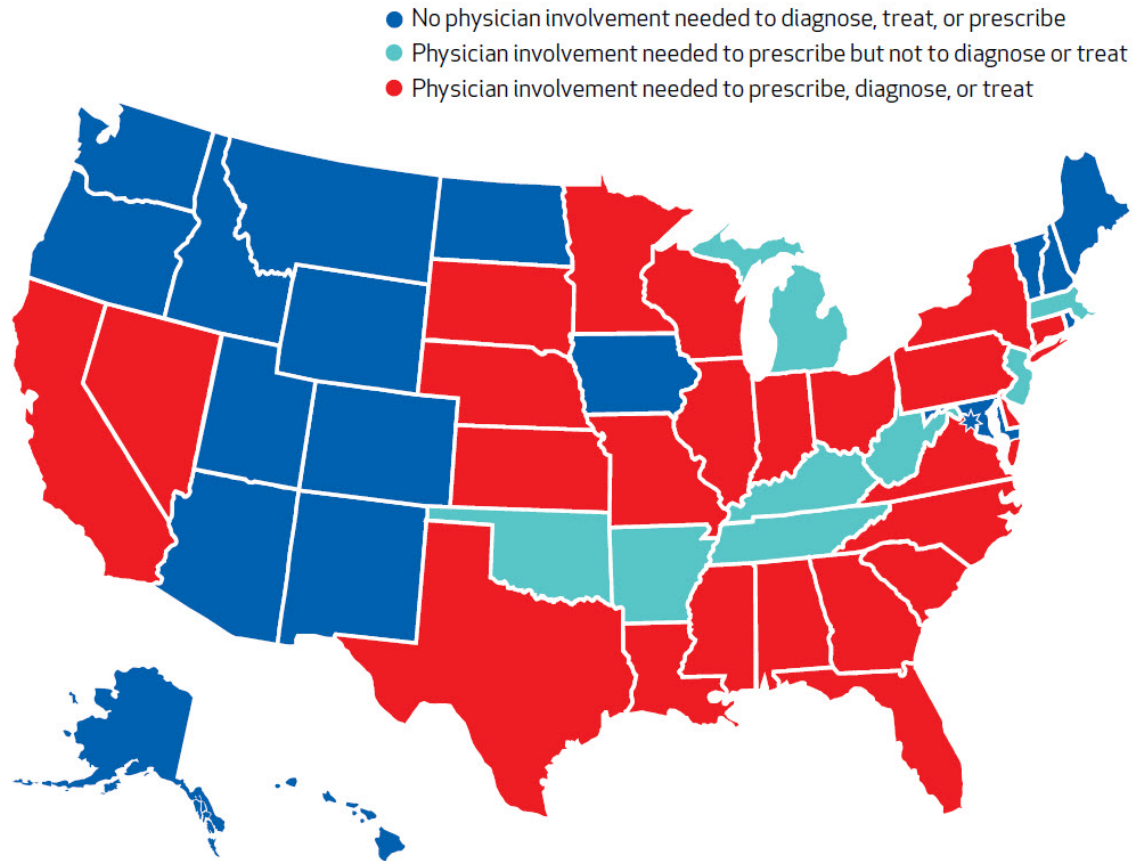 No physician involvement needed to diagnose, treat, or prescribe
Physician involvement needed to prescribe but not to diagnose or treat
Physician involvement needed to prescribe, diagnose, or treat